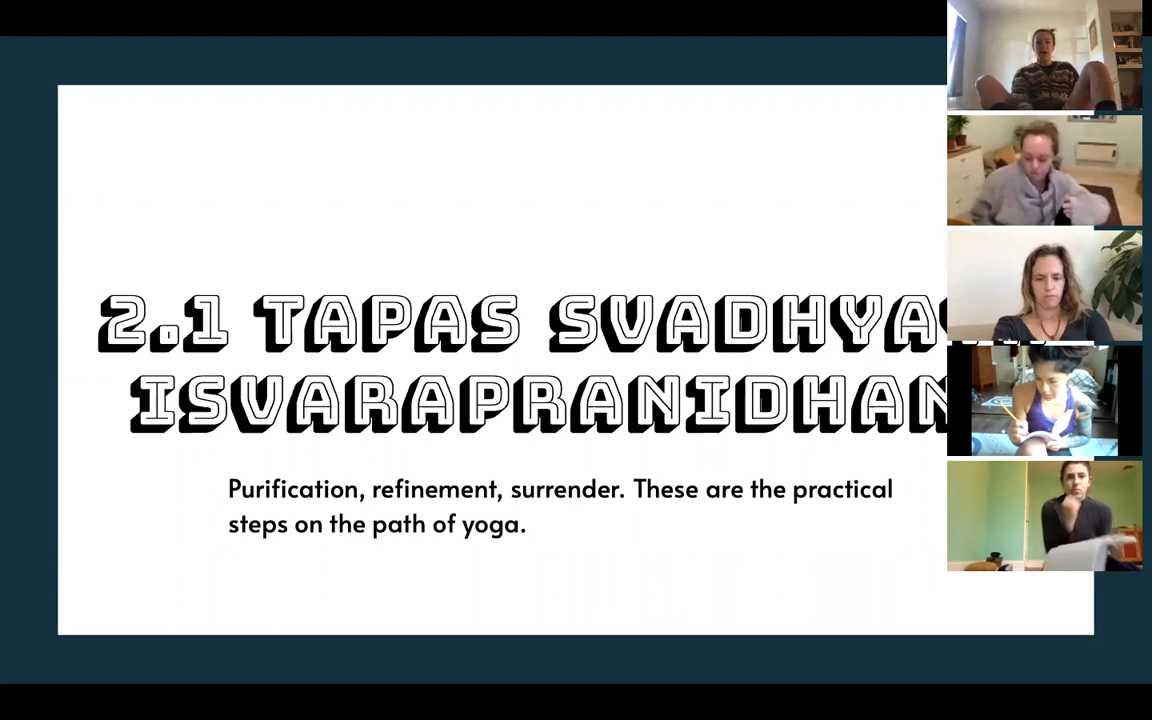 2.1 TAPAS SVADHYA
ISVARAPRANIDHAN
Purification, refinement, surrender. These are the practical
steps on the path of yoga.